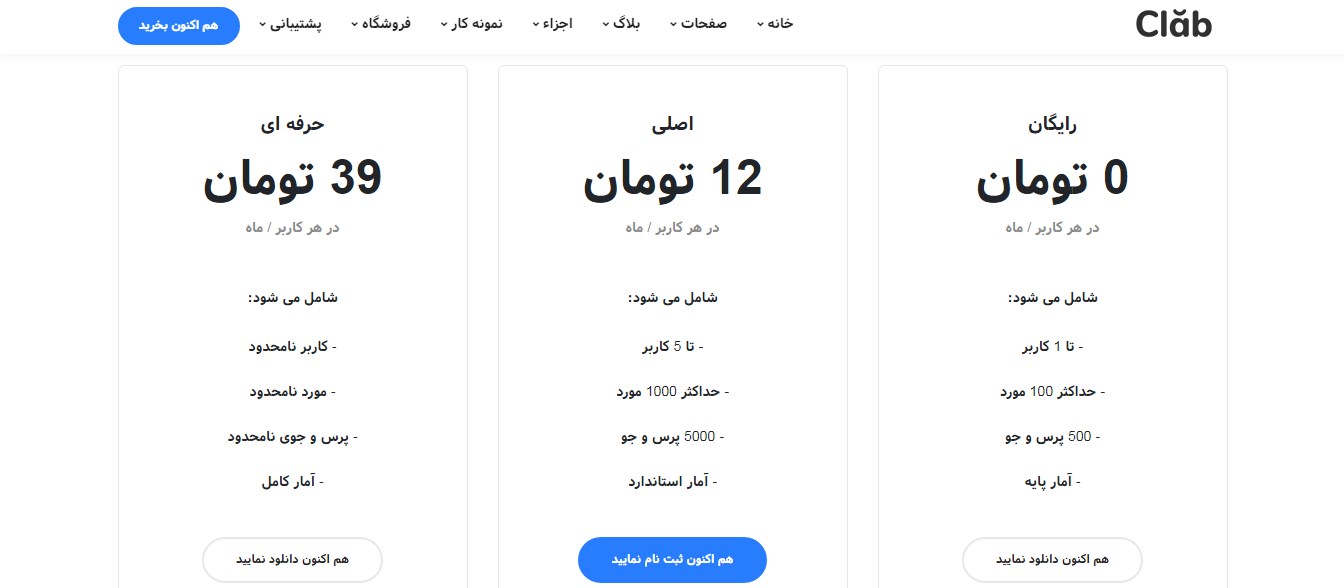 Clăb
خانه
صفحات
بلاگ
اجزاء
نمونه کار
فروشگاه
پشتیبانی
هم اکنون بخرید
رایگان
0 تومان
در هر کاربر / ماه
شامل می شود:
- تا 1 کاربر
- حداکثر 100 مورد
- 500 پرس و جو
- آمار پایه
هم اکنون دانلود نمایید
اصلی
12 تومان
در هر کاربر / ماه
شامل می شود:
- تا 5 کاربر
- حداکثر 1000 مورد
- 5000 پرس و جو
- آمار استاندارد
هم اکنون ثبت نام نمایید
حرفه ای
39 تومان
در هر کاربر / ماه
شامل می شود:
- کاربر نامحدود
- مورد نامحدود
- پرس و جوی نامحدود
- آمار کامل
هم اکنون دانلود نمایید